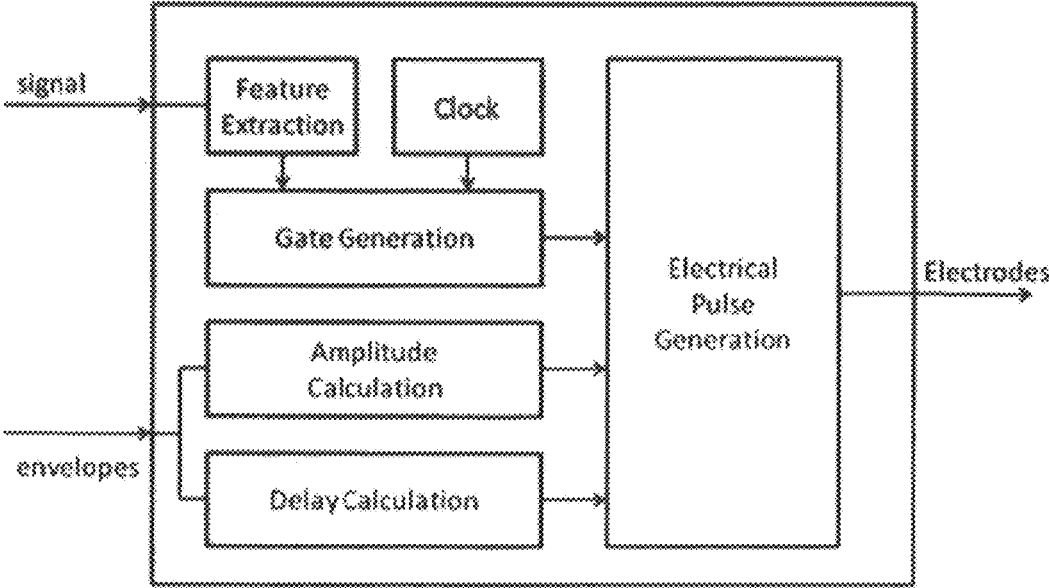 signal
Feature
Extraction
Clock
Gate Generation
Electrical
Pulse
Generation
Electrodes
Amplitude
Calculation
envelopes
Delay Calculation